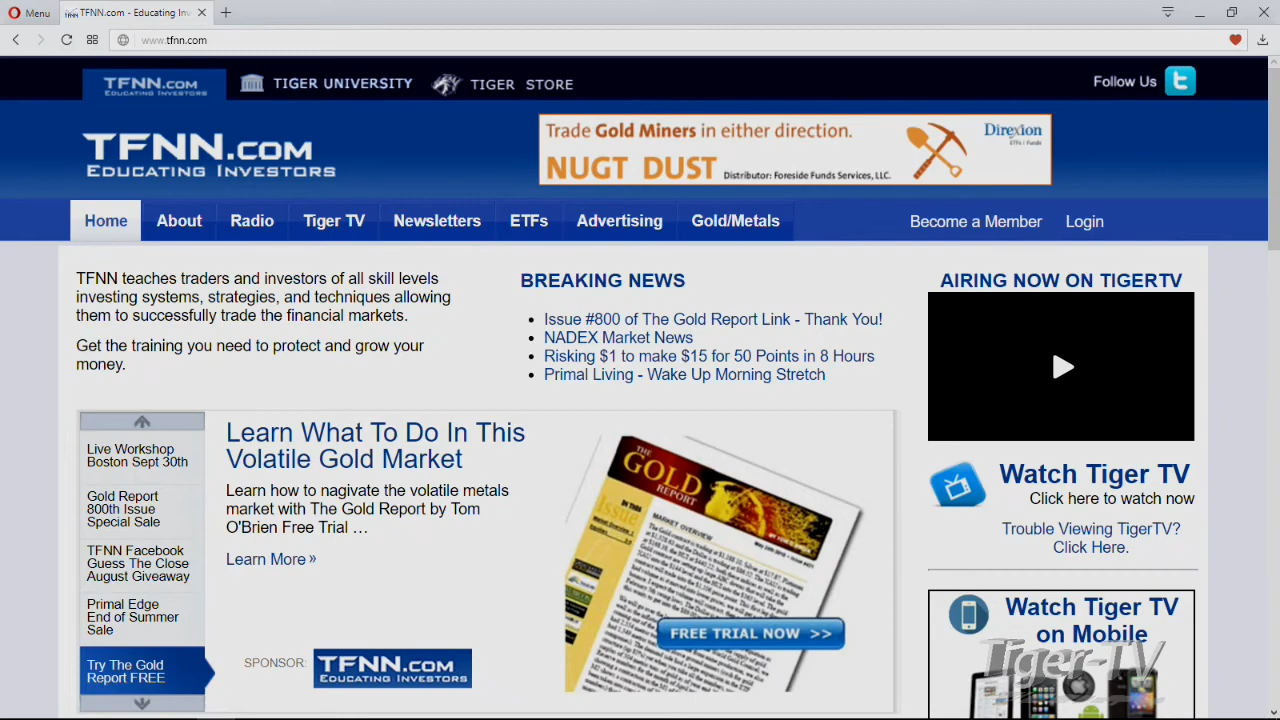 Menu
TFNN.com - Educating Inv
www.tfnn.com
TFNN.COM
EDUCATING INVESTORS
TIGER UNIVERSITY
TIGER STORE
Follow Us
TFNN.COM
EDUCATING INVESTORS
Trade Gold Miners in either direction.
NUGT DUST
Distributor: Foreside Funds Services, LLC.
Direxion
Home
About
Radio
Tiger TV
Newsletters
ETFs
Advertising
Gold/Metals
Become a Member
Login
TFNN teaches traders and investors of all skill levels
investing systems, strategies, and techniques allowing
them to successfully trade the financial markets.
Get the training you need to protect and grow your
money.
BREAKING NEWS
Issue #800 of The Gold Report Link - Thank You!
NADEX Market News
Risking $1 to make $15 for 50 Points in 8 Hours
Primal Living - Wake Up Morning Stretch
AIRING NOW ON TIGERTV
Live Workshop
Boston Sept 30th
Gold Report
800th Issue
Special Sale
TFNN Facebook
Guess The Close
August Giveaway
Primal Edge
End of Summer
Sale
Try The Gold
Report FREE
Learn What To Do In This
Volatile Gold Market
Learn how to nagivate the volatile metals
market with The Gold Report by Tom
O'Brien Free Trial …
Learn More »
SPONSOR:
TFNN.COM
EDUCATING INVESTORS
THE
GOLD
REPORT
IN THIS
Issue
MARKET OVERVIEW
FREE TRIAL NOW >>
Watch Tiger TV
Click here to watch now
Trouble Viewing TigerTV?
Click Here.
Watch Tiger TV
on Mobile
Tiger-TV